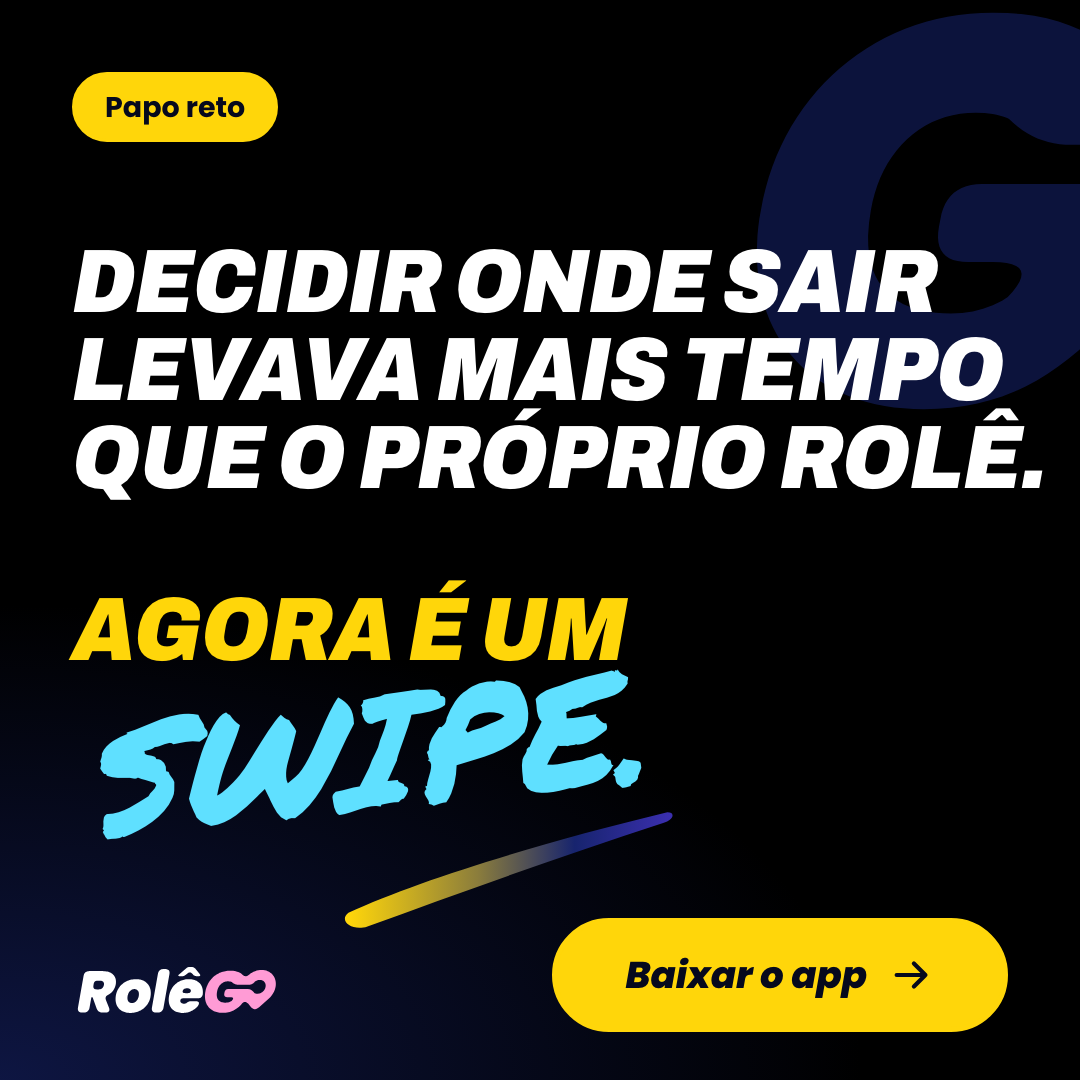 Papo reto
DECIDIR ONDE SAIR
LEVAVA MAIS TEMPO
QUE O PRÓPRIO ROLÊ.
AGORA É UM
SWIPE.
RolêGO
Baixar o app